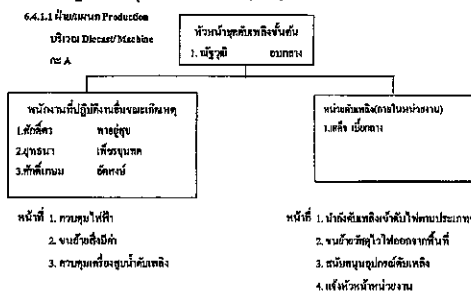 6.4.1.1 ฝ่าย/แผนก Production
บริเวณ Diecast/Machine
กะ A
หัวหน้าชุดดับเพลิงขั้นต้น
1. ณัฐวุฒิ อบกลาง
พนักงานที่ปฏิบัติงานอื่นขณะเกิดเหตุ
1.ศักดิ์ดา พายอยู่สุข
2.ยุทธนา เพ็ชรขุนทด
3.ศักดิ์เกษม
หน่วยดับเพลิง(ภายในหน่วยงาน)
1.เสด็จ เบี้ยกลาง
หน้าที่ 1. ควบคุมไฟฟ้า
2. ขนย้ายสิ่งมีค่า
3. ควบคุมเครื่องสูบน้ำดับเพลิง
หน้าที่ 1. นำถังดับเพลิงเข้าดับไฟตามประเภท
2. ขนย้ายวัตถุไวไฟออกจากพื้นที่
3. สนับสนุนอุปกรณ์ดับเพลิง
4. แจ้งหัวหน้าหน่วยงาน